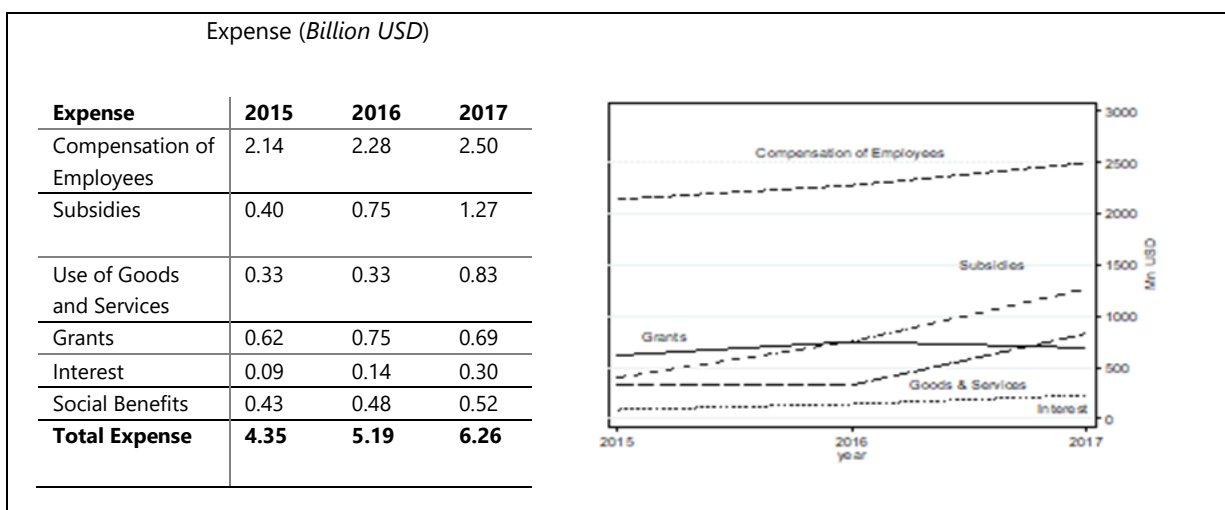 Expense (Billion USD)
Expense 2015 2016 2017
Compensation of 2.14 2.28 2.50
Employees
Subsidies 0.40 0.75 1.27
Use of Goods 0.33 0.33 0.83
and Services
Grants 0.62 0.75 0.69
Interest 0.09 0.14 0.30
Social Benefits 0.43 0.48 0.52
Total Expense 4.35 5.19 6.26
Compensation of Employees
Subsidies
Grants
Goods & Services
Interest
3000
2500
2000
1500
1000
500
0
Mn USD
2015 2016 2017
year